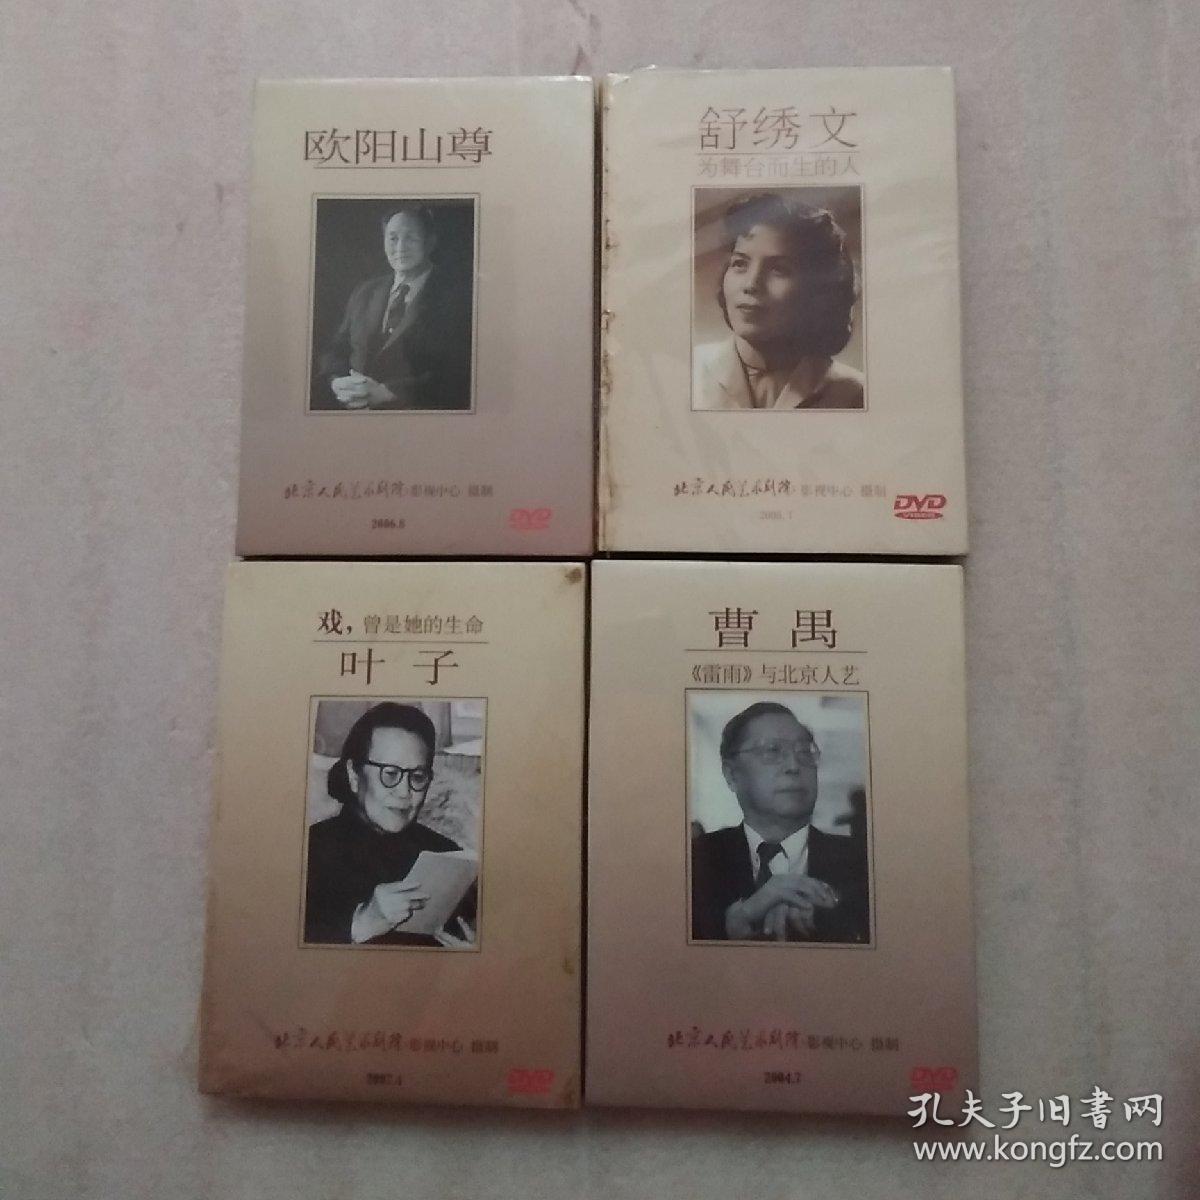 欧阳山尊
北京人民艺术剧院·影视中心 摄制
2006.8
DVD
舒绣文
为舞台而生的人
北京人民艺术剧院·影视中心 摄制
DVD
VIDEO
戏，曾是她的生命
叶子
北京人民艺术剧院·影视中心 摄制
2007.4
DVD
曹禺
《雷雨》与北京人艺
北京人民艺术剧院·影视中心 摄制
2004.7
DVD
孔夫子旧書网
www.kongfz.com